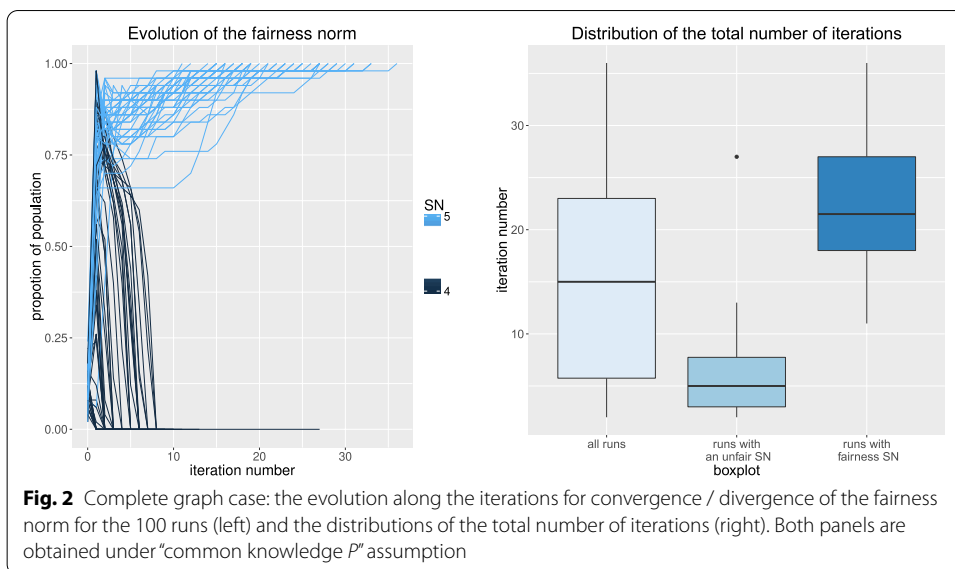 Evolution of the fairness norm
propotion of population
1.00
0.75
0.50
0.25
0.00
0
10
20
30
iteration number
SN
5
4
Distribution of the total number of iterations
iteration number
30
20
10
all runs
runs with
an unfair SN
runs with
fairness SN
boxplot
Fig. 2 Complete graph case: the evolution along the iterations for convergence / divergence of the fairness
norm for the 100 runs (left) and the distributions of the total number of iterations (right). Both panels are
obtained under “common knowledge P” assumption